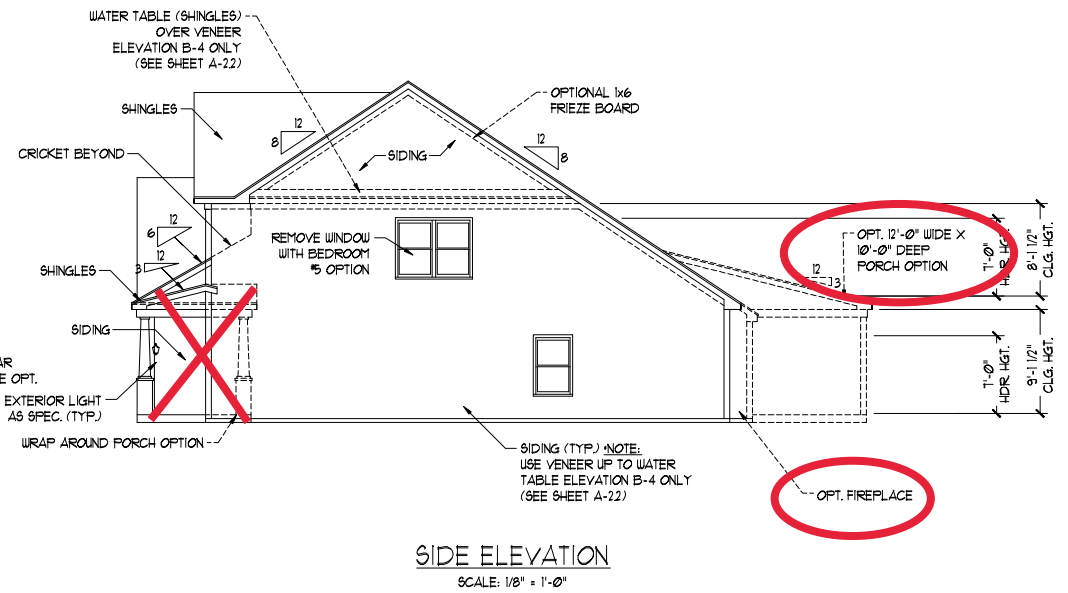 WATER TABLE (SHINGLES)
OVER VENEER
ELEVATION B-4 ONLY
(SEE SHEET A-2.2)
SHINGLES
CRICKET BEYOND
12
8
SIDING
OPTIONAL 1x6
FRIEZE BOARD
12
8
12
6
12
3
SHINGLES
REMOVE WINDOW
WITH BEDROOM
#5 OPTION
OPT. 12'-0" WIDE X
10'-0" DEEP
PORCH OPTION
12
3
7'-0"
HDR. HGT.
8'-1 1/2"
CLG. HGT.
SIDING
AR
E OPT.
EXTERIOR LIGHT
AS SPEC. (TYP.)
WRAP AROUND PORCH OPTION
7'-0"
HDR. HGT.
9'-1 1/2"
CLG. HGT.
SIDING (TYP.) *NOTE:
USE VENEER UP TO WATER
TABLE ELEVATION B-4 ONLY
(SEE SHEET A-2.2)
OPT. FIREPLACE
SIDE ELEVATION
SCALE: 1/8" = 1'-0"